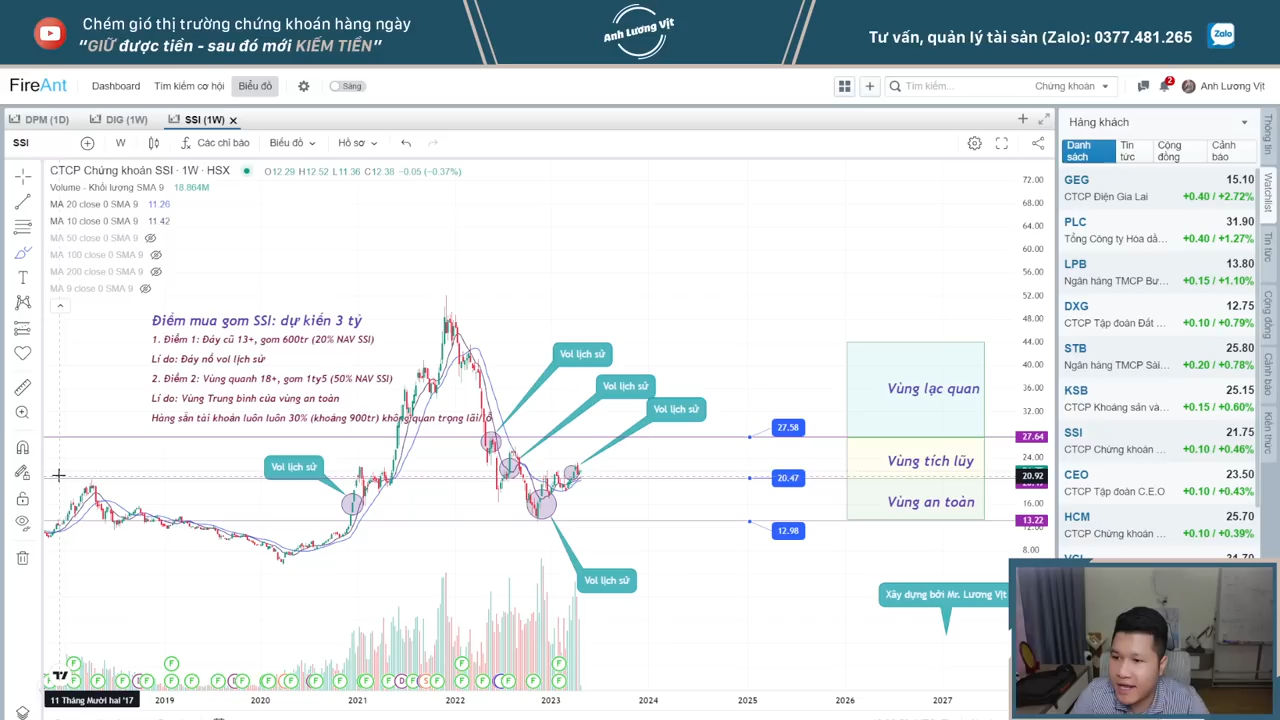 Chém gió thị trường chứng khoán hàng ngày
"GIỮ được tiền - sau đó mới KIẾM TIỀN"
Anh Lương Vịt
Tư vấn, quản lý tài sản (Zalo): 0377.481.265
Zalo
FireAnt
Dashboard
Tìm kiếm cơ hội
Biểu đồ
Sáng
Tìm kiếm...
Chứng khoán
2
Anh Lương Vịt
DPM (1D)
DIG (1W)
SSI (1W)
SSI
W
Các chỉ báo
Biểu đồ
Hồ sơ
CTCP Chứng khoán SSI · 1W · HSX
O12.29 H12.52 L11.36 C12.38 −0.05 (−0.37%)
Volume - Khối lượng SMA 9 18.864M
MA 20 close 0 SMA 9 11.26
MA 10 close 0 SMA 9 11.42
MA 50 close 0 SMA 9
MA 100 close 0 SMA 9
MA 200 close 0 SMA 9
MA 9 close 0 SMA 9
Điểm mua gom SSI: dự kiến 3 tỷ
1. Điểm 1: Đáy cũ 13+, gom 600tr (20% NAV SSI)
Lí do: Đáy nổ vol lịch sử
2. Điểm 2: Vùng quanh 18+, gom 1ty5 (50% NAV SSI)
Lí do: Vùng Trung bình của vùng an toàn
Hàng sẵn tài khoản luôn luôn 30% (khoảng 900tr) không quan trọng lãi/lỗ
Vol lịch sử
Vol lịch sử
Vol lịch sử
Vol lịch sử
Vol lịch sử
27.58
20.47
12.98
Vùng lạc quan
Vùng tích lũy
Vùng an toàn
Xây dựng bởi Mr. Lương Vịt
72.00
68.00
64.00
60.00
56.00
52.00
48.00
44.00
40.00
36.00
32.00
27.64
24.00
20.92
16.00
13.22
12.00
8.00
11 Tháng Mười hai '17
2019
2020
2021
2022
2023
2024
2025
2026
2027
Hàng khách
Danh sách
Tin tức
Cộng đồng
Cảnh báo
GEG 15.10
CTCP Điện Gia Lai +0.40 / +2.72%
PLC 31.90
Tổng Công ty Hóa dầ... +0.40 / +1.27%
LPB 13.80
Ngân hàng TMCP Bư... +0.15 / +1.10%
DXG 12.75
CTCP Tập đoàn Đất ... +0.10 / +0.79%
STB 25.80
Ngân hàng TMCP Sài... +0.20 / +0.78%
KSB 25.15
CTCP Khoáng sản và... +0.15 / +0.60%
SSI 21.75
CTCP Chứng khoán ... +0.10 / +0.46%
CEO 23.50
CTCP Tập đoàn C.E.O +0.10 / +0.43%
HCM 25.70
CTCP Chứng khoán ... +0.10 / +0.39%
Thông tin
Watchlist
Tin tức
Cộng đồng
Cảnh báo
Kiến thức